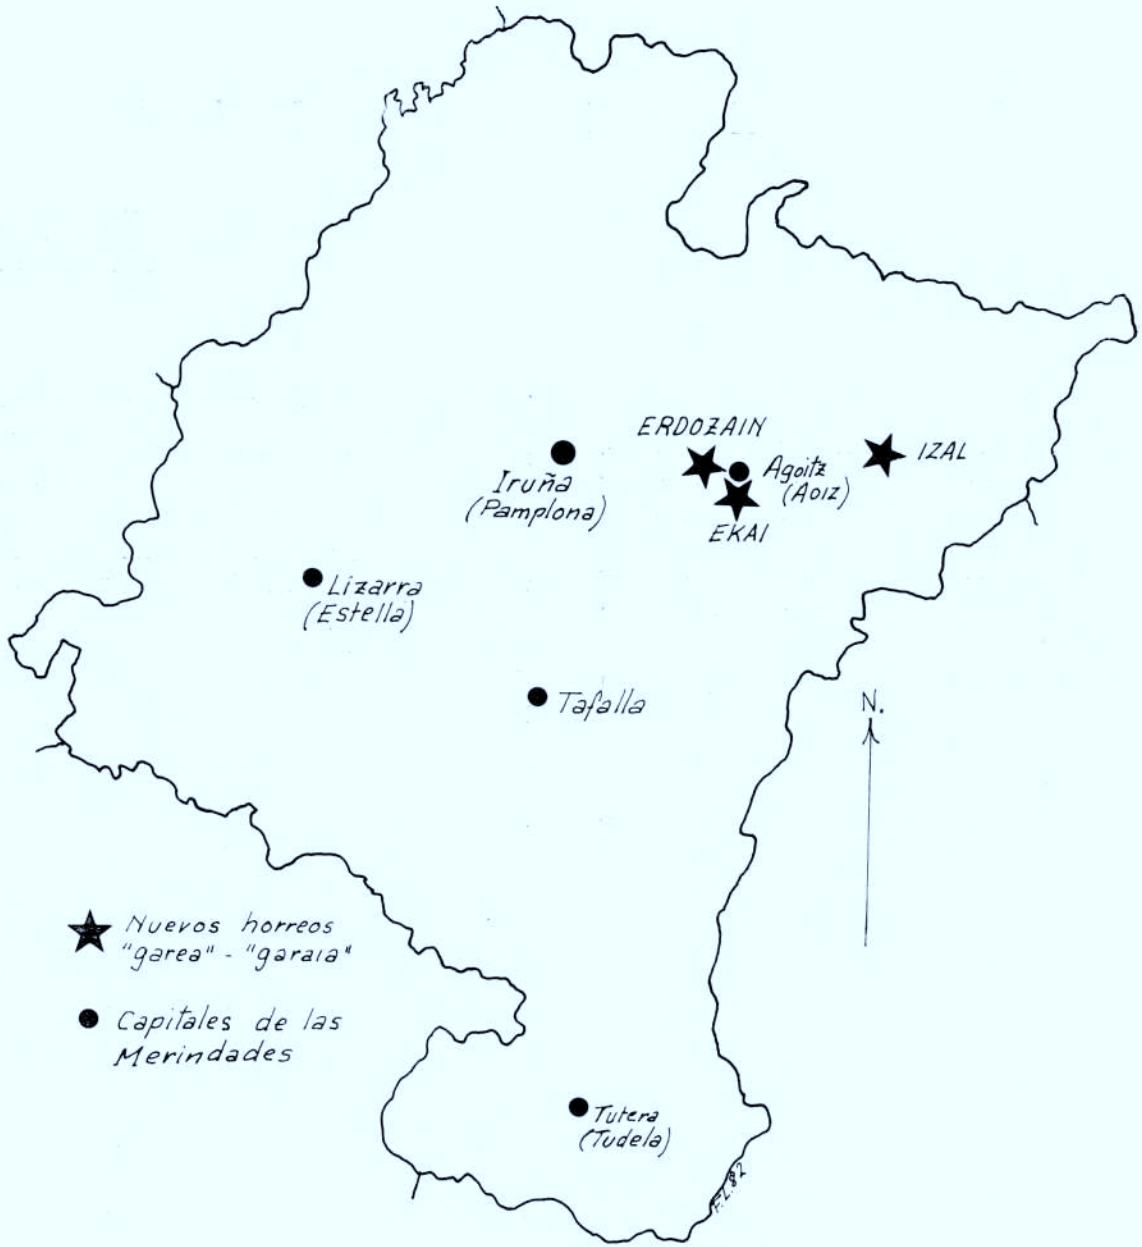 ERDOZAIN
IZAL
Agoitz
(AOIZ)
Iruña
(Pamplona)
EKAI
Lizarra
(Estella)
Tafalla
N.
Nuevos horreos
"garea" - "garaia"
Capitales de las
Merindades
Tutera
(Tudela)
F.L.82